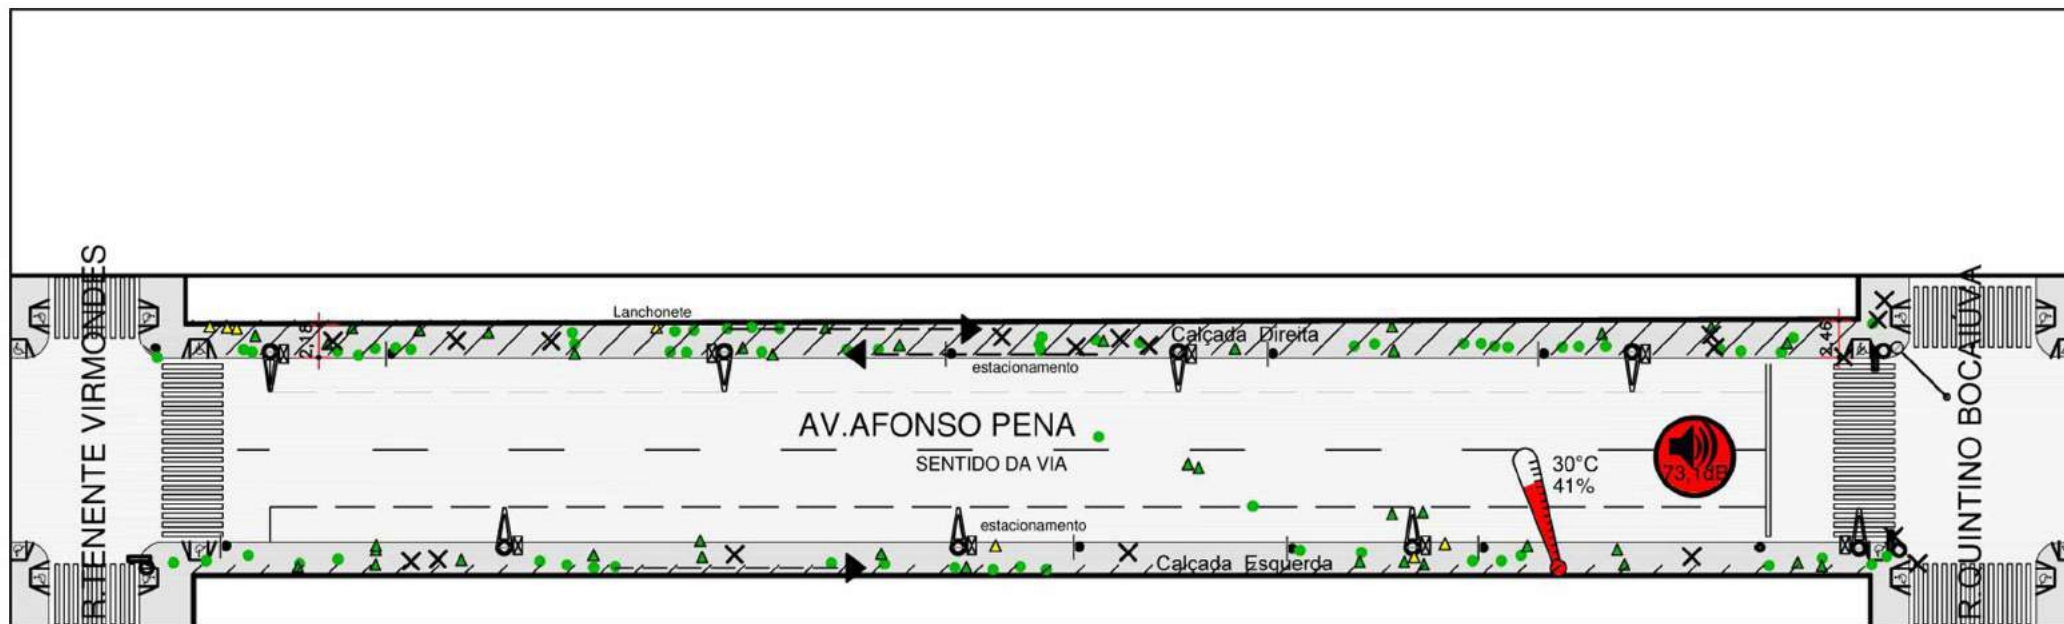 R.TENENTE VIRMONDES
Lanchonete
2,18
Calçada Direita
2,46
estacionamento
AV.AFONSO PENA
SENTIDO DA VIA
30°C
41%
73,1dB
estacionamento
Calçada Esquerda
R.QUINTINO BOCAIUVA